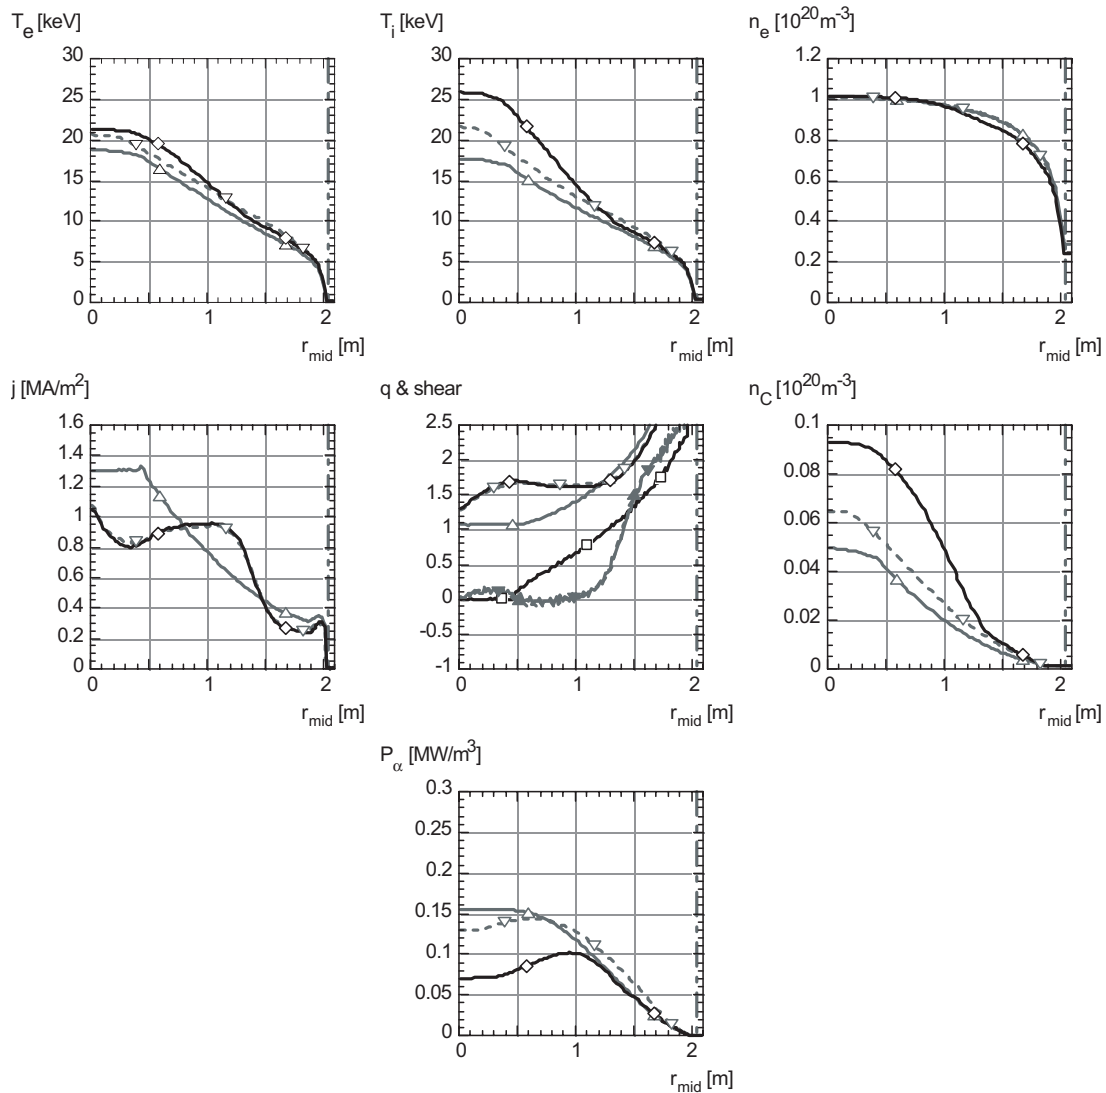 T_e [keV]
30
25
20
15
10
5
0
0 1 2
r_mid [m]
T_i [keV]
30
25
20
15
10
5
0
0 1 2
r_mid [m]
n_e [10^20 m^-3]
1.2
1
0.8
0.6
0.4
0.2
0
0 1 2
r_mid [m]
j [MA/m^2]
1.6
1.4
1.2
1
0.8
0.6
0.4
0.2
0
0 1 2
r_mid [m]
q & shear
2.5
2
1.5
1
0.5
0
-0.5
-1
0 1 2
r_mid [m]
n_C [10^20 m^-3]
0.1
0.08
0.06
0.04
0.02
0
0 1 2
r_mid [m]
P_α [MW/m^3]
0.3
0.25
0.2
0.15
0.1
0.05
0
0 1 2
r_mid [m]